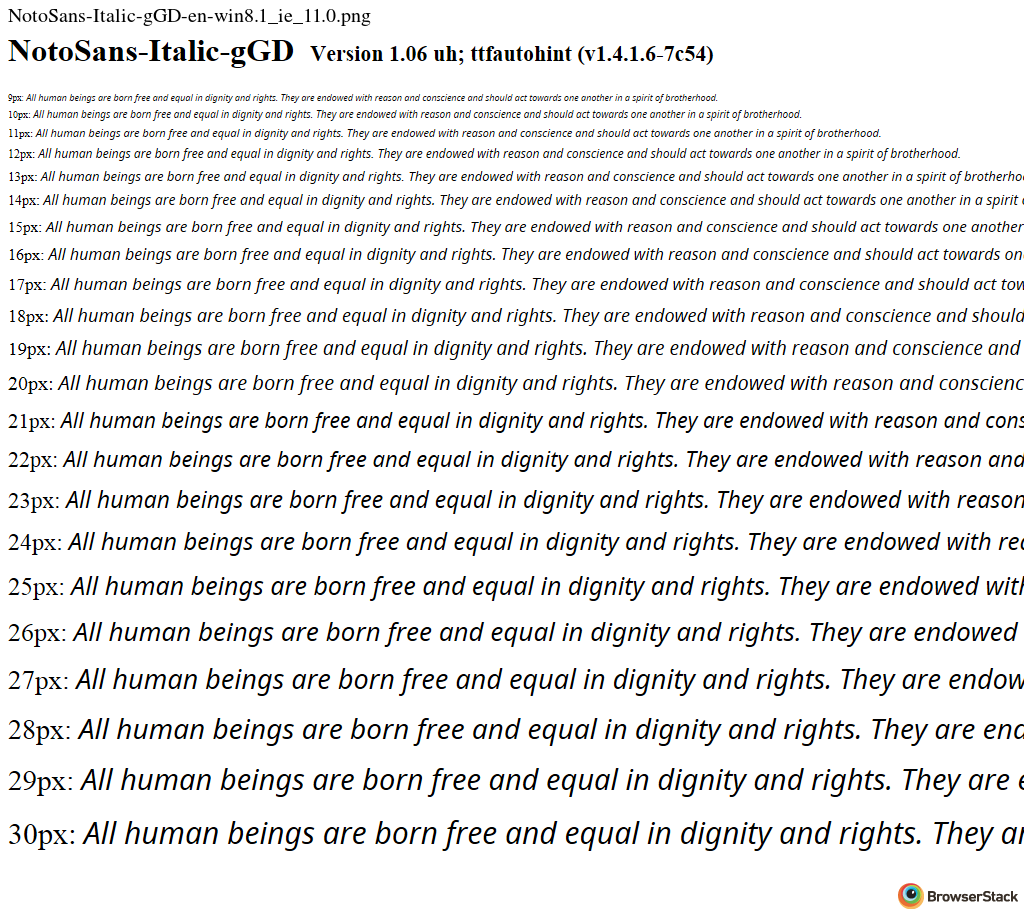 NotoSans-Italic-gGD-en-win8.1_ie_11.0.png
NotoSans-Italic-gGD Version 1.06 uh; ttfautohint (v1.4.1.6-7c54)
9px: All human beings are born free and equal in dignity and rights. They are endowed with reason and conscience and should act towards one another in a spirit of brotherhood.
10px: All human beings are born free and equal in dignity and rights. They are endowed with reason and conscience and should act towards one another in a spirit of brotherhood.
11px: All human beings are born free and equal in dignity and rights. They are endowed with reason and conscience and should act towards one another in a spirit of brotherhood.
12px: All human beings are born free and equal in dignity and rights. They are endowed with reason and conscience and should act towards one another in a spirit of brotherhood.
13px: All human beings are born free and equal in dignity and rights. They are endowed with reason and conscience and should act towards one another in a spirit of brotherho
14px: All human beings are born free and equal in dignity and rights. They are endowed with reason and conscience and should act towards one another in a spirit
15px: All human beings are born free and equal in dignity and rights. They are endowed with reason and conscience and should act towards one another
16px: All human beings are born free and equal in dignity and rights. They are endowed with reason and conscience and should act towards on
17px: All human beings are born free and equal in dignity and rights. They are endowed with reason and conscience and should act tow
18px: All human beings are born free and equal in dignity and rights. They are endowed with reason and conscience and should
19px: All human beings are born free and equal in dignity and rights. They are endowed with reason and conscience and
20px: All human beings are born free and equal in dignity and rights. They are endowed with reason and conscienc
21px: All human beings are born free and equal in dignity and rights. They are endowed with reason and cons
22px: All human beings are born free and equal in dignity and rights. They are endowed with reason and
23px: All human beings are born free and equal in dignity and rights. They are endowed with reason
24px: All human beings are born free and equal in dignity and rights. They are endowed with rea
25px: All human beings are born free and equal in dignity and rights. They are endowed with
26px: All human beings are born free and equal in dignity and rights. They are endowed
27px: All human beings are born free and equal in dignity and rights. They are endow
28px: All human beings are born free and equal in dignity and rights. They are end
29px: All human beings are born free and equal in dignity and rights. They are e
30px: All human beings are born free and equal in dignity and rights. They ar
BrowserStack